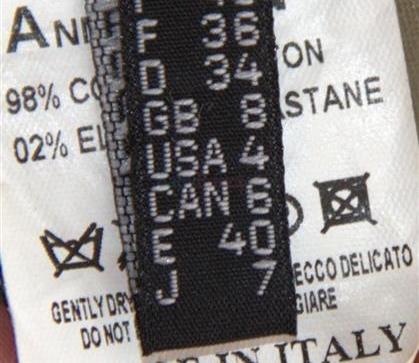 F 36
D 34
GB 8
USA 4
CAN 6
E 40
J 7
98% CO
ON
02% EL
ASTANE
GENTLY DRY
ECCO DELICATO
DO NOT
GIARE
IN ITALY